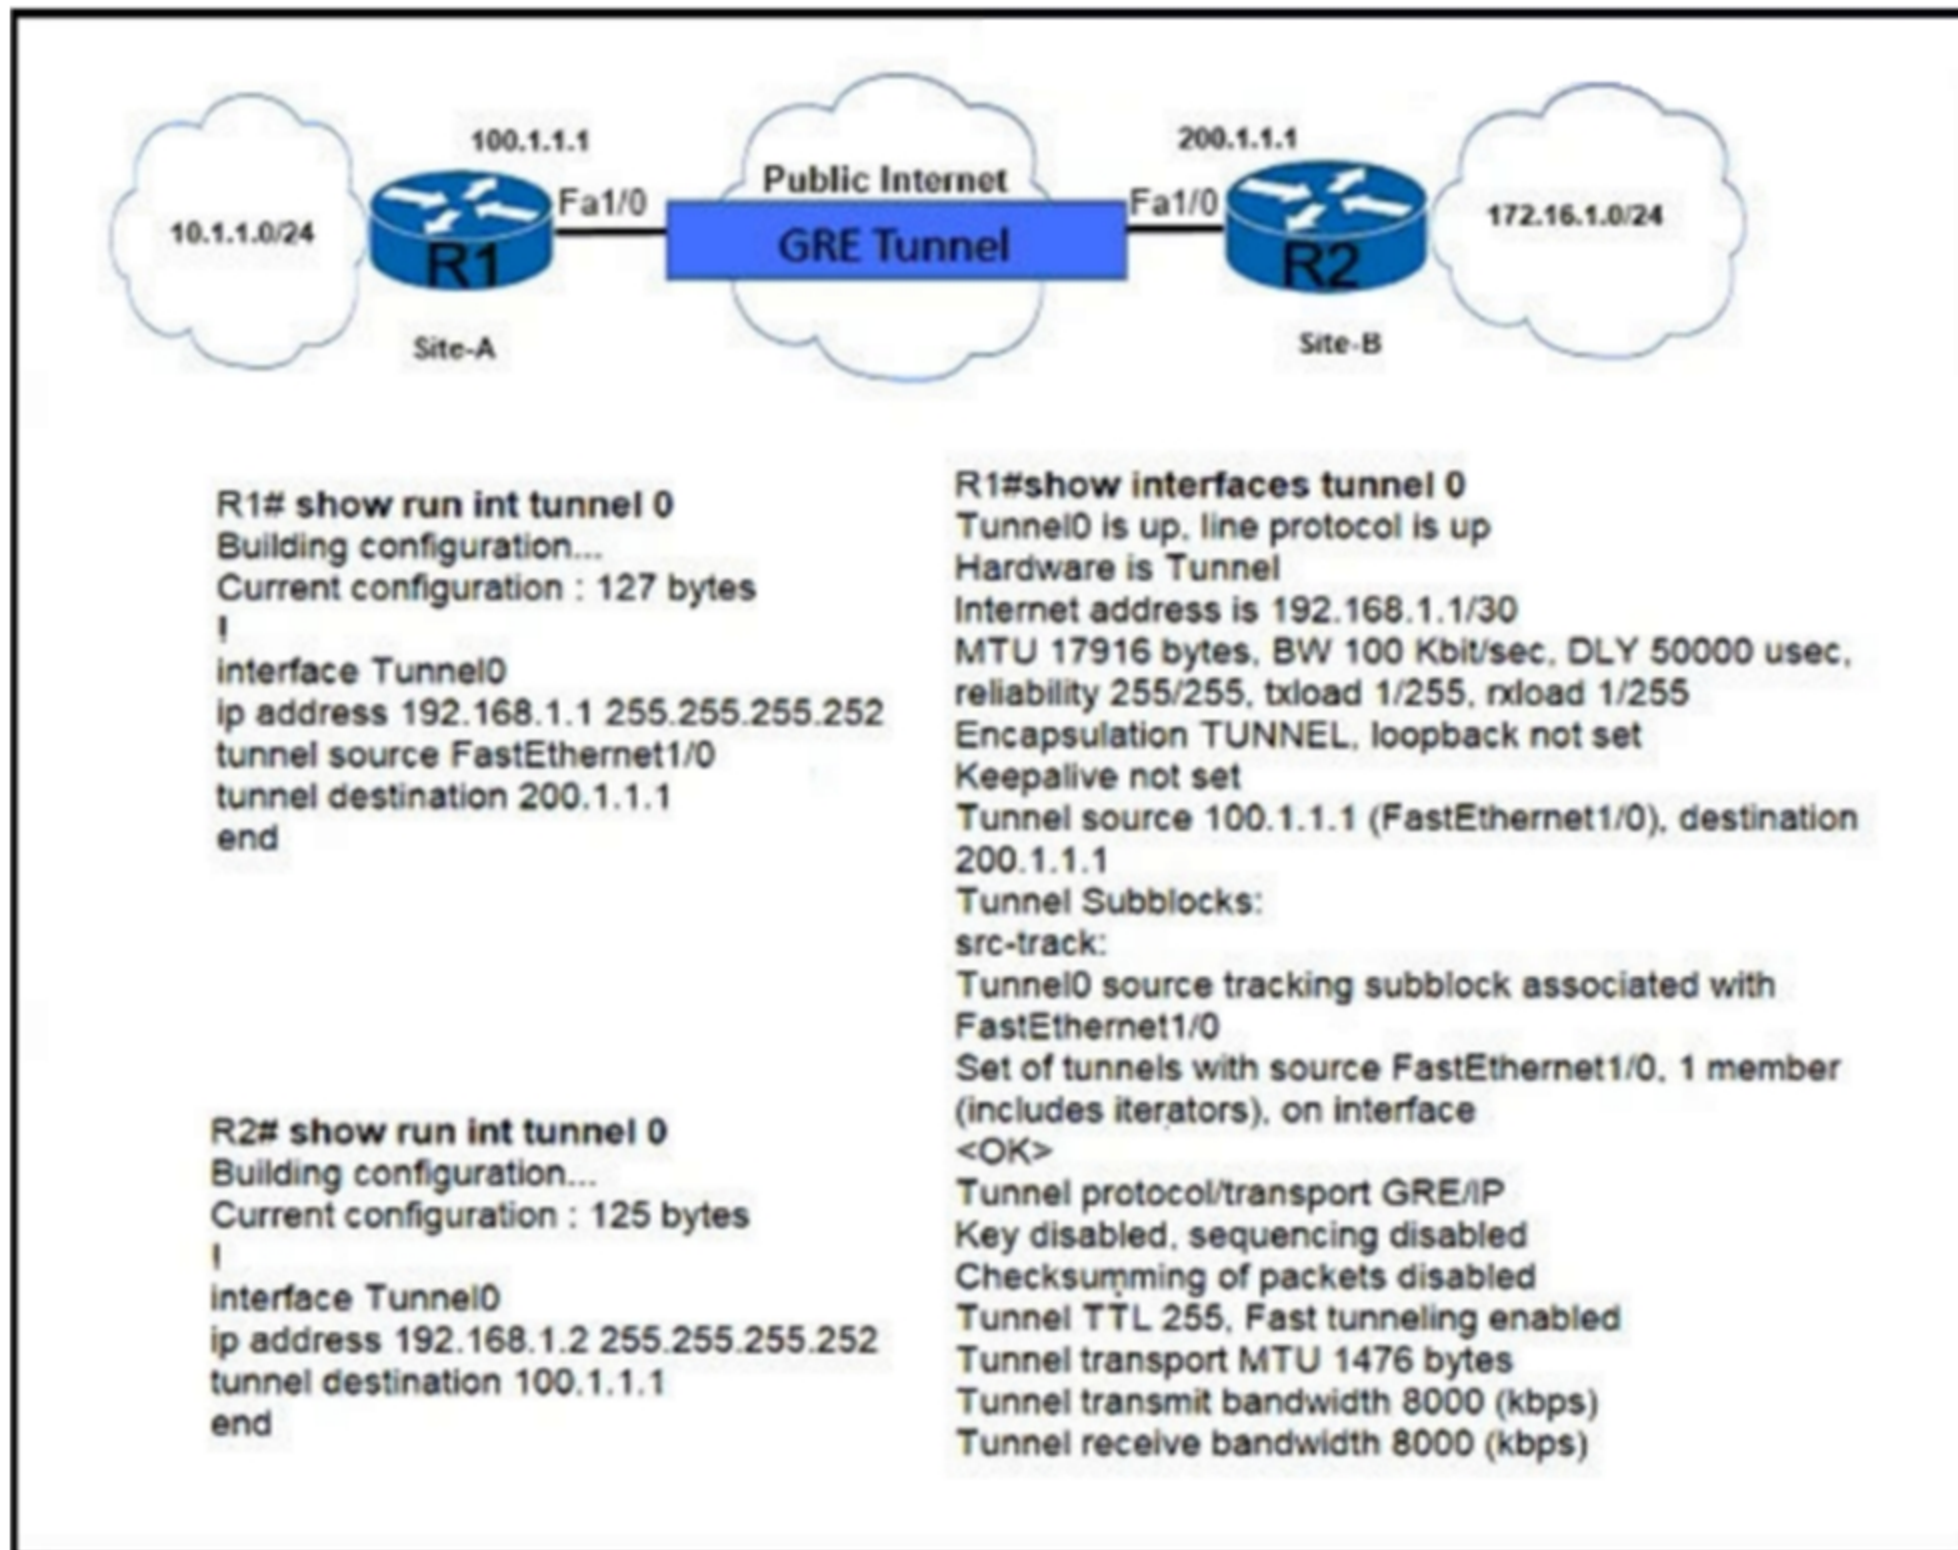 100.1.1.1
200.1.1.1
Public Internet
Fa1/0
Fa1/0
10.1.1.0/24
172.16.1.0/24
GRE Tunnel
R1
R2
Site-A
Site-B
R1# show run int tunnel 0
Building configuration...
Current configuration : 127 bytes
!
interface Tunnel0
ip address 192.168.1.1 255.255.255.252
tunnel source FastEthernet1/0
tunnel destination 200.1.1.1
end
R2# show run int tunnel 0
Building configuration...
Current configuration : 125 bytes
!
interface Tunnel0
ip address 192.168.1.2 255.255.255.252
tunnel destination 100.1.1.1
end
R1#show interfaces tunnel 0
Tunnel0 is up, line protocol is up
Hardware is Tunnel
Internet address is 192.168.1.1/30
MTU 17916 bytes, BW 100 Kbit/sec, DLY 50000 usec,
reliability 255/255, txload 1/255, rxload 1/255
Encapsulation TUNNEL, loopback not set
Keepalive not set
Tunnel source 100.1.1.1 (FastEthernet1/0), destination
200.1.1.1
Tunnel Subblocks:
src-track:
Tunnel0 source tracking subblock associated with
FastEthernet1/0
Set of tunnels with source FastEthernet1/0, 1 member
(includes iterators), on interface
<OK>
Tunnel protocol/transport GRE/IP
Key disabled, sequencing disabled
Checksumming of packets disabled
Tunnel TTL 255, Fast tunneling enabled
Tunnel transport MTU 1476 bytes
Tunnel transmit bandwidth 8000 (kbps)
Tunnel receive bandwidth 8000 (kbps)